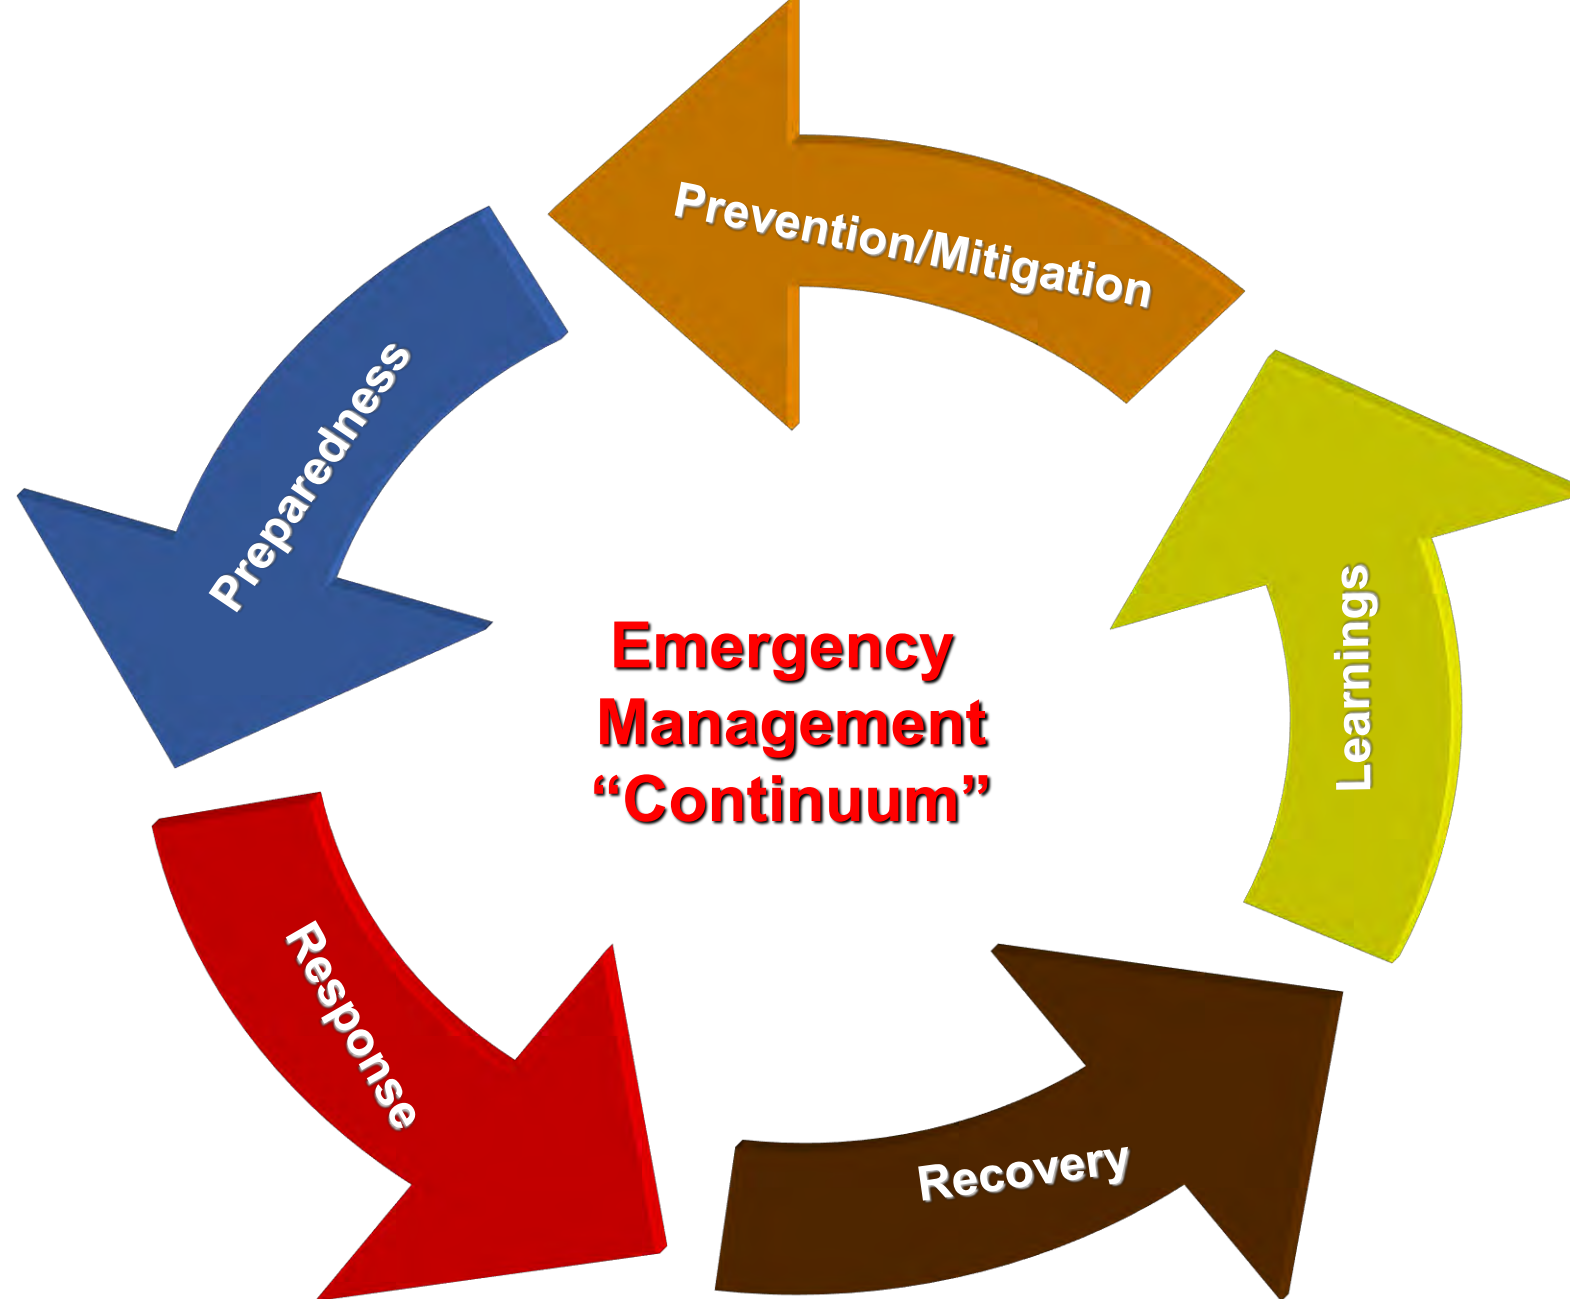 Prevention/Mitigation
Preparedness
Learnings
Emergency
Management
“Continuum”
Response
Recovery